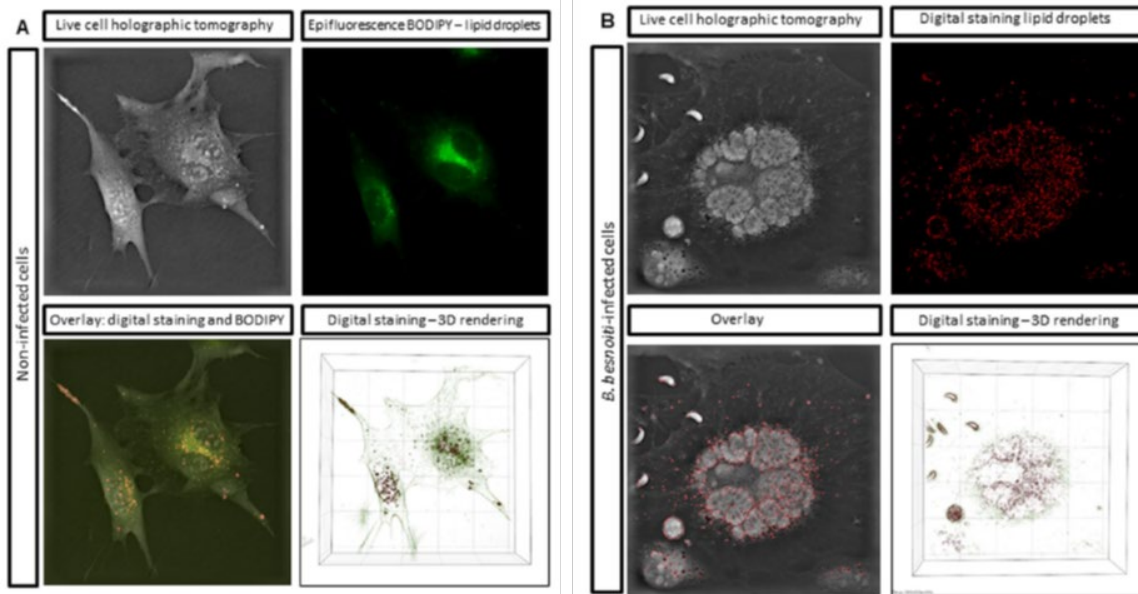 A
Live cell holographic tomography
Epifluorescence BODIPY – lipid droplets
Non-infected cells
Overlay: digital staining and BODIPY
Digital staining – 3D rendering
B
Live cell holographic tomography
Digital staining lipid droplets
B. besnoiti-infected cells
Overlay
Digital staining – 3D rendering